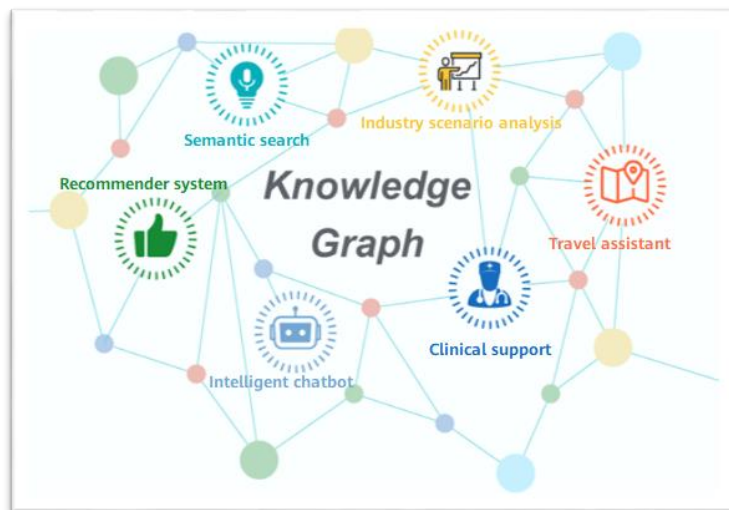 Semantic search
Industry scenario analysis
Recommender system
Knowledge
Graph
Travel assistant
Clinical support
Intelligent chatbot